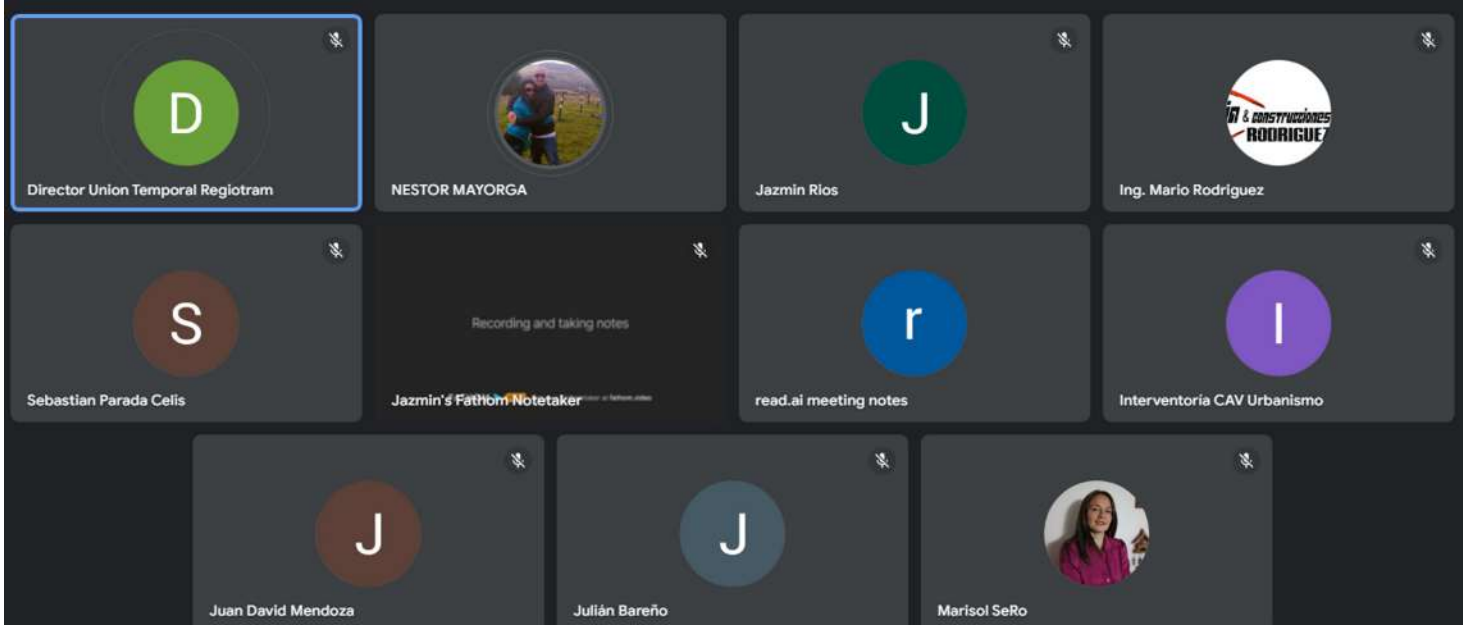 D
Director Union Temporal Regiotram
NESTOR MAYORGA
J
Jazmin Rios
& CONSTRUCCIONES
RODRIGUEZ
Ing. Mario Rodriguez
S
Sebastian Parada Celis
Recording and taking notes
Jazmin's Fathom Notetaker
r
read.ai meeting notes
I
Interventoría CAV Urbanismo
J
Juan David Mendoza
J
Julián Bareño
Marisol SeRo